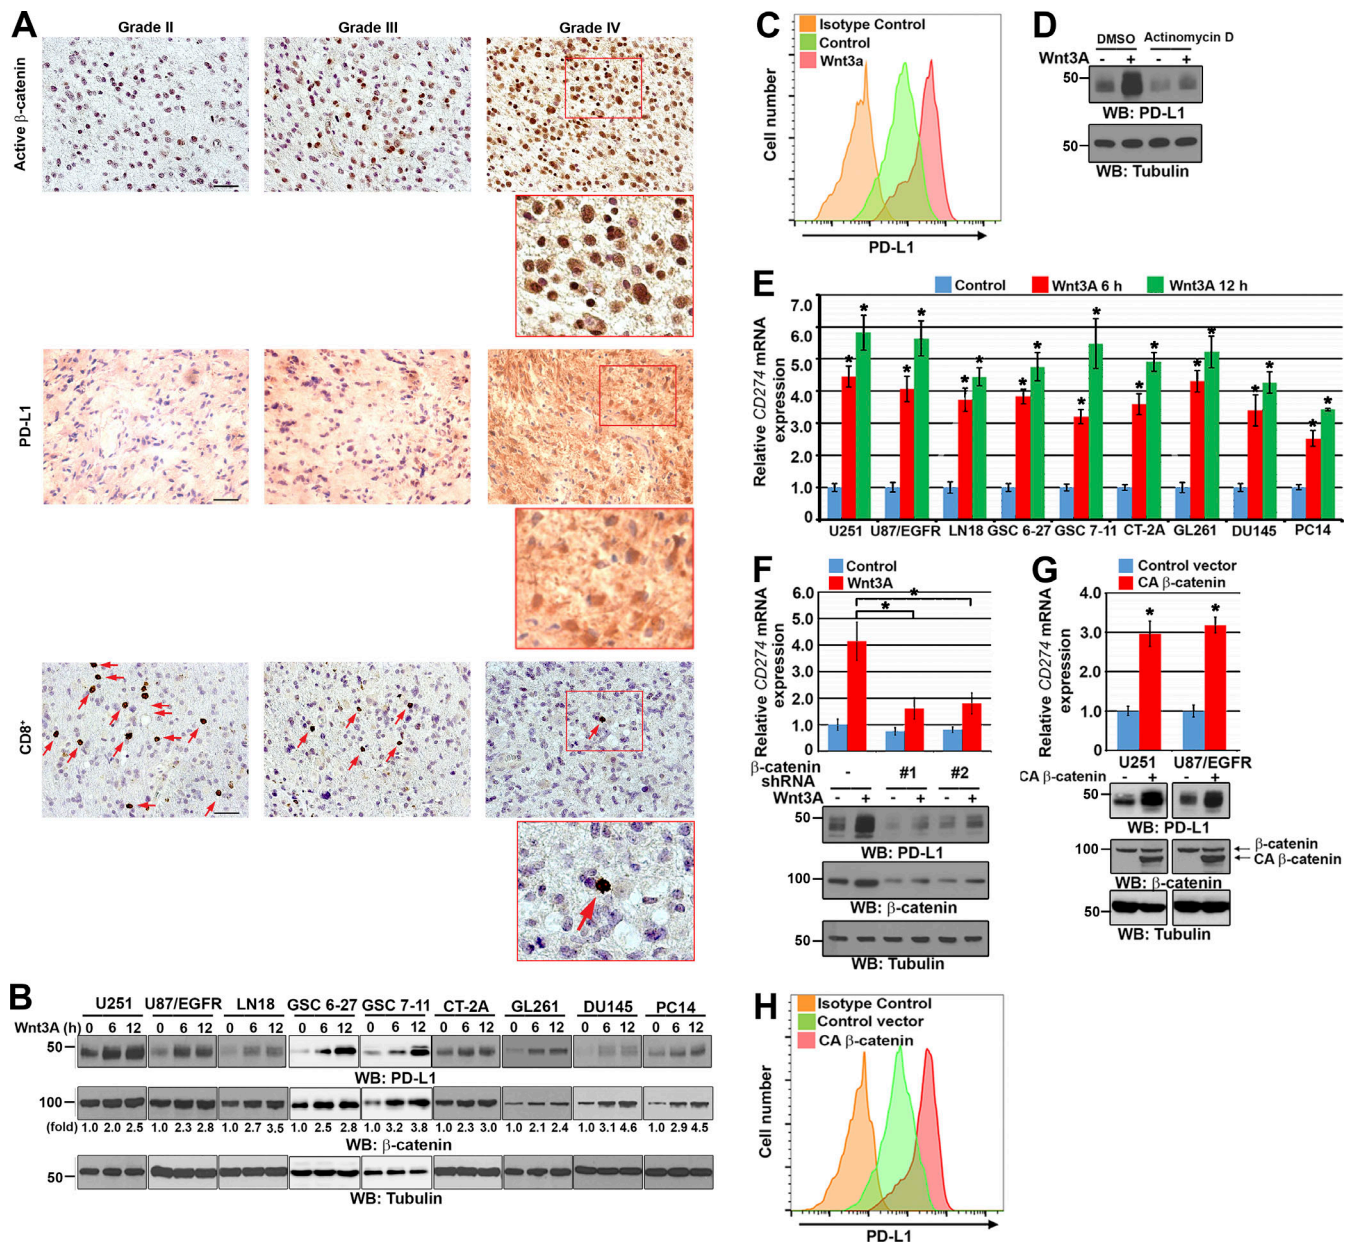 A
Grade II Grade III Grade IV
Active β-catenin
PD-L1
CD8⁺
B
U251 U87/EGFR LN18 GSC 6-27 GSC 7-11 CT-2A GL261 DU145 PC14
Wnt3A (h) 0 6 12 0 6 12 0 6 12 0 6 12 0 6 12 0 6 12 0 6 12 0 6 12 0 6 12
50
WB: PD-L1
100
(fold) 1.0 2.0 2.5 1.0 2.3 2.8 1.0 2.7 3.5 1.0 2.5 2.8 1.0 3.2 3.8 1.0 2.3 3.0 1.0 2.1 2.4 1.0 3.1 4.6 1.0 2.9 4.5
WB: β-catenin
50
WB: Tubulin
C
Isotype Control
Control
Wnt3a
Cell number
PD-L1
D
DMSO Actinomycin D
Wnt3A - + - +
50
WB: PD-L1
50
WB: Tubulin
E
Control Wnt3A 6 h Wnt3A 12 h
Relative CD274 mRNA
expression
7.0
6.0
5.0
4.0
3.0
2.0
1.0
0
* * * * * * * * * * * * * * * * * *
U251 U87/EGFR LN18 GSC 6-27 GSC 7-11 CT-2A GL261 DU145 PC14
F
Control
Wnt3A
Relative CD274 mRNA
expression
6.0
5.0
4.0
3.0
2.0
1.0
0
*
*
β-catenin
shRNA - #1 #2
Wnt3A - + - + - +
50
WB: PD-L1
100
WB: β-catenin
50
WB: Tubulin
G
Control vector
CA β-catenin
Relative CD274 mRNA
expression
4.0
3.0
2.0
1.0
0
* *
U251 U87/EGFR
CA β-catenin - + - +
50
WB: PD-L1
100
β-catenin
CA β-catenin
WB: β-catenin
50
WB: Tubulin
H
Isotype Control
Control vector
CA β-catenin
Cell number
PD-L1